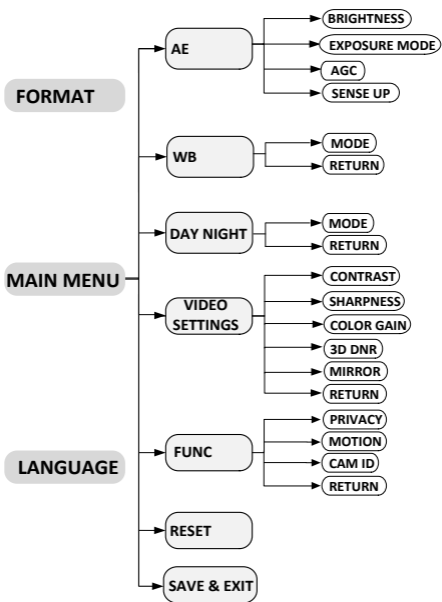 FORMAT
MAIN MENU
LANGUAGE
AE
BRIGHTNESS
EXPOSURE MODE
AGC
SENSE UP
WB
MODE
RETURN
DAY NIGHT
MODE
RETURN
VIDEO
SETTINGS
CONTRAST
SHARPNESS
COLOR GAIN
3D DNR
MIRROR
RETURN
FUNC
PRIVACY
MOTION
CAM ID
RETURN
RESET
SAVE & EXIT